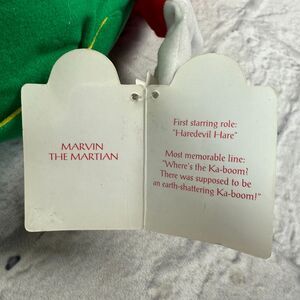 MARVIN
THE MARTIAN
First starring role:
"Haredevil Hare"
Most memorable line:
"Where's the Ka-boom?
There was supposed to be
an earth-shattering Ka-boom!"